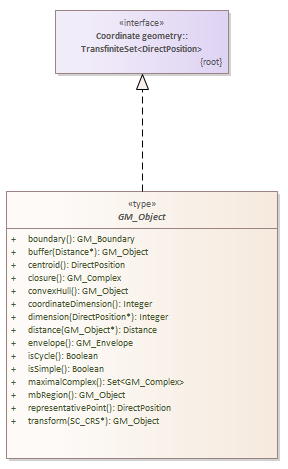 «interface»
Coordinate geometry::
TransfiniteSet<DirectPosition>
{root}
«type»
GM_Object
+ boundary(): GM_Boundary
+ buffer(Distance*): GM_Object
+ centroid(): DirectPosition
+ closure(): GM_Complex
+ convexHull(): GM_Object
+ coordinateDimension(): Integer
+ dimension(DirectPosition*): Integer
+ distance(GM_Object*): Distance
+ envelope(): GM_Envelope
+ isCycle(): Boolean
+ isSimple(): Boolean
+ maximalComplex(): Set<GM_Complex>
+ mbRegion(): GM_Object
+ representativePoint(): DirectPosition
+ transform(SC_CRS*): GM_Object